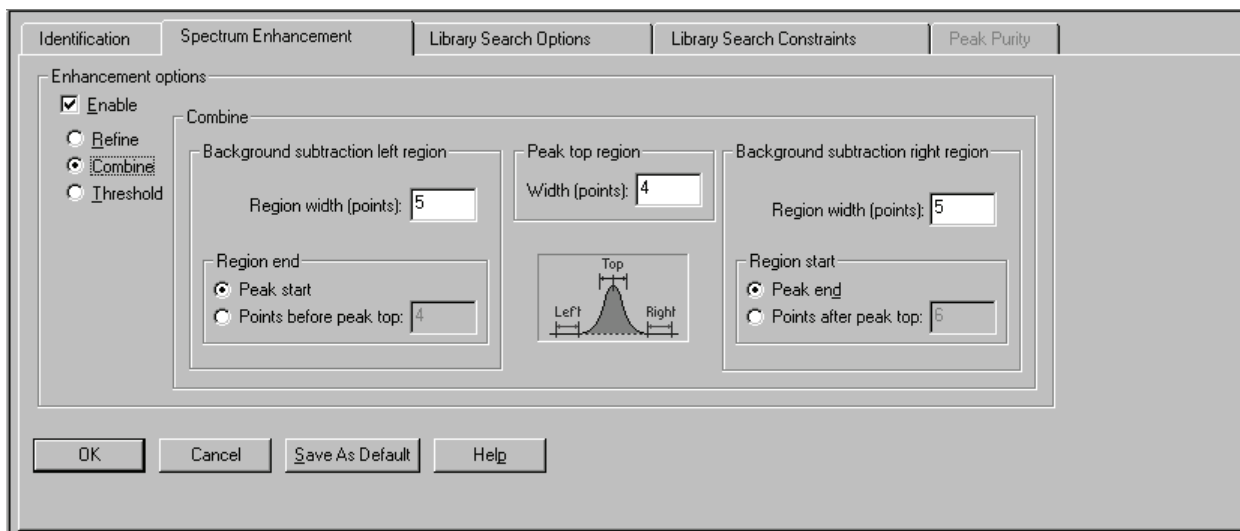 Identification Spectrum Enhancement Library Search Options Library Search Constraints Peak Purity
Enhancement options
Enable
Refine
Combine
Threshold
Combine
Background subtraction left region
Region width (points): 5
Region end
Peak start
Points before peak top: 4
Peak top region
Width (points): 4
Top
Left Right
Background subtraction right region
Region width (points): 5
Region start
Peak end
Points after peak top: 6
OK Cancel Save As Default Help